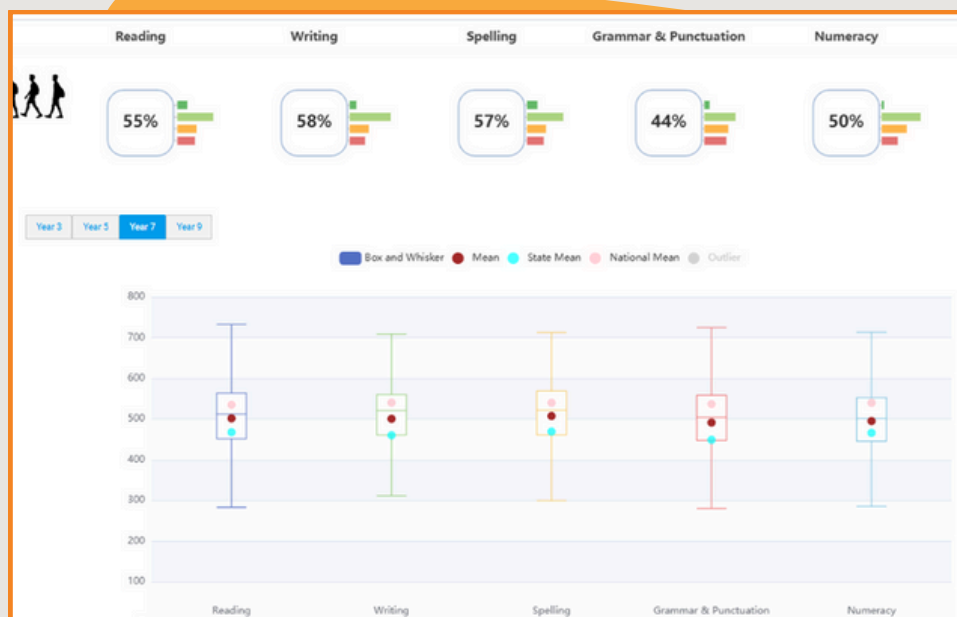 Reading Writing Spelling Grammar & Punctuation Numeracy
55% 58% 57% 44% 50%
Year 3 Year 5 Year 7 Year 9
Box and Whisker Mean State Mean National Mean Outlier
800
700
600
500
400
300
200
100
Reading Writing Spelling Grammar & Punctuation Numeracy